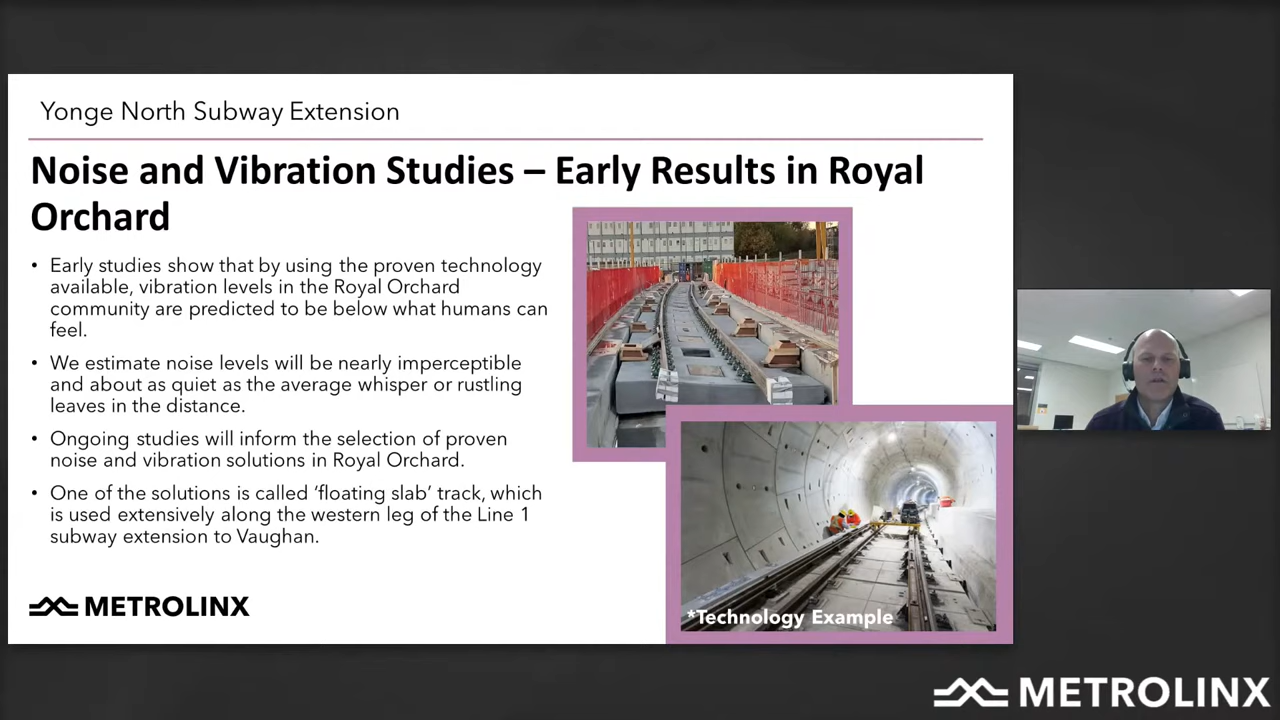 Yonge North Subway Extension
Noise and Vibration Studies – Early Results in Royal
Orchard
• Early studies show that by using the proven technology
available, vibration levels in the Royal Orchard
community are predicted to be below what humans can
feel.
• We estimate noise levels will be nearly imperceptible
and about as quiet as the average whisper or rustling
leaves in the distance.
• Ongoing studies will inform the selection of proven
noise and vibration solutions in Royal Orchard.
• One of the solutions is called ‘floating slab’ track, which
is used extensively along the western leg of the Line 1
subway extension to Vaughan.
*Technology Example
METROLINX
METROLINX